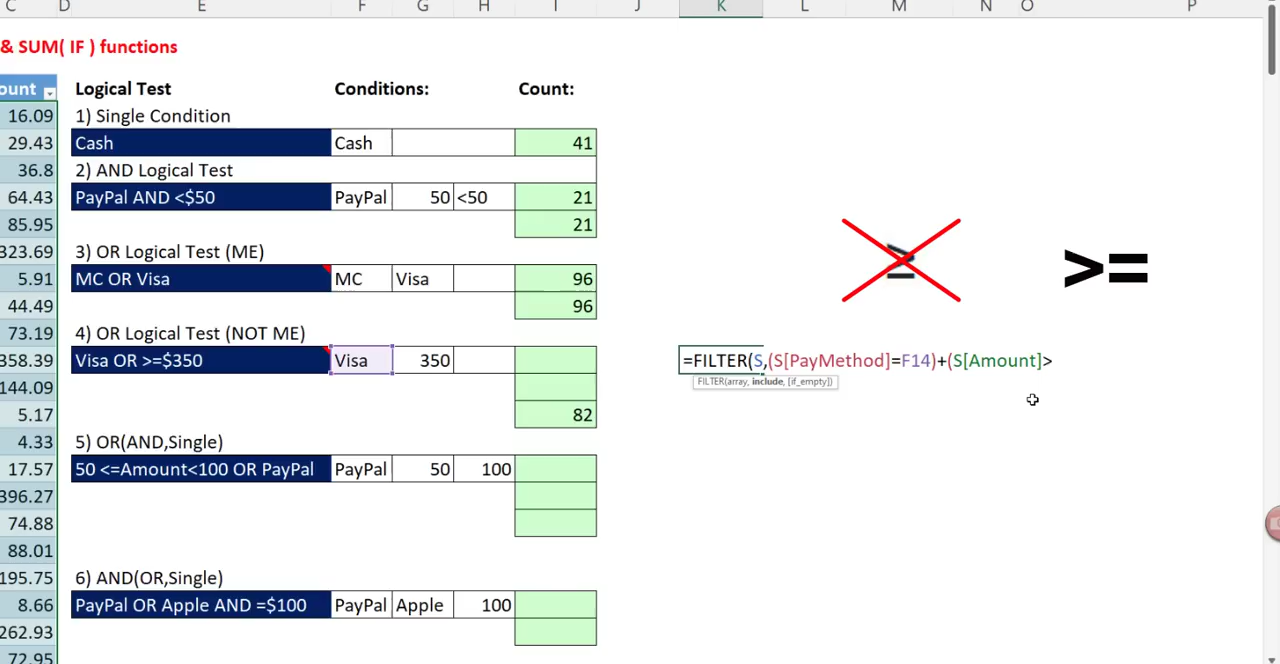 C D E F G H I J K L M N O P
& SUM( IF ) functions
ount Logical Test Conditions: Count:
16.09 1) Single Condition
29.43 Cash Cash 41
36.8 2) AND Logical Test
64.43 PayPal AND <$50 PayPal 50 <50 21
85.95 21
323.69 3) OR Logical Test (ME)
5.91 MC OR Visa MC Visa 96 ≥ >=
44.49 96
73.19 4) OR Logical Test (NOT ME)
358.39 Visa OR >=$350 Visa 350 =FILTER(S,(S[PayMethod]=F14)+(S[Amount]>
144.09 FILTER(array, include, [if_empty])
5.17 82
4.33 5) OR(AND,Single)
17.57 50 <=Amount<100 OR PayPal PayPal 50 100
396.27
74.88
88.01
195.75 6) AND(OR,Single)
8.66 PayPal OR Apple AND =$100 PayPal Apple 100
262.93
72.95